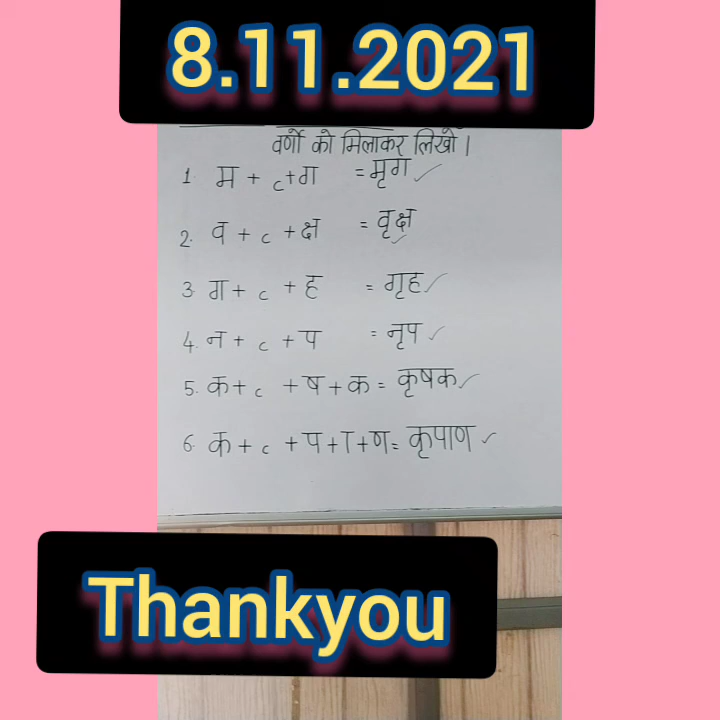 8.11.2021
वर्णो को मिलाकर लिखो।
1. म + ृ + ग = मृग ✓
2. व + ृ + क्ष = वृक्ष ✓
3. ग + ृ + ह = गृह ✓
4. न + ृ + प = नृप ✓
5. क + ृ + ष + क = कृषक ✓
6. क + ृ + प + ा + ण = कृपाण ✓
Thankyou